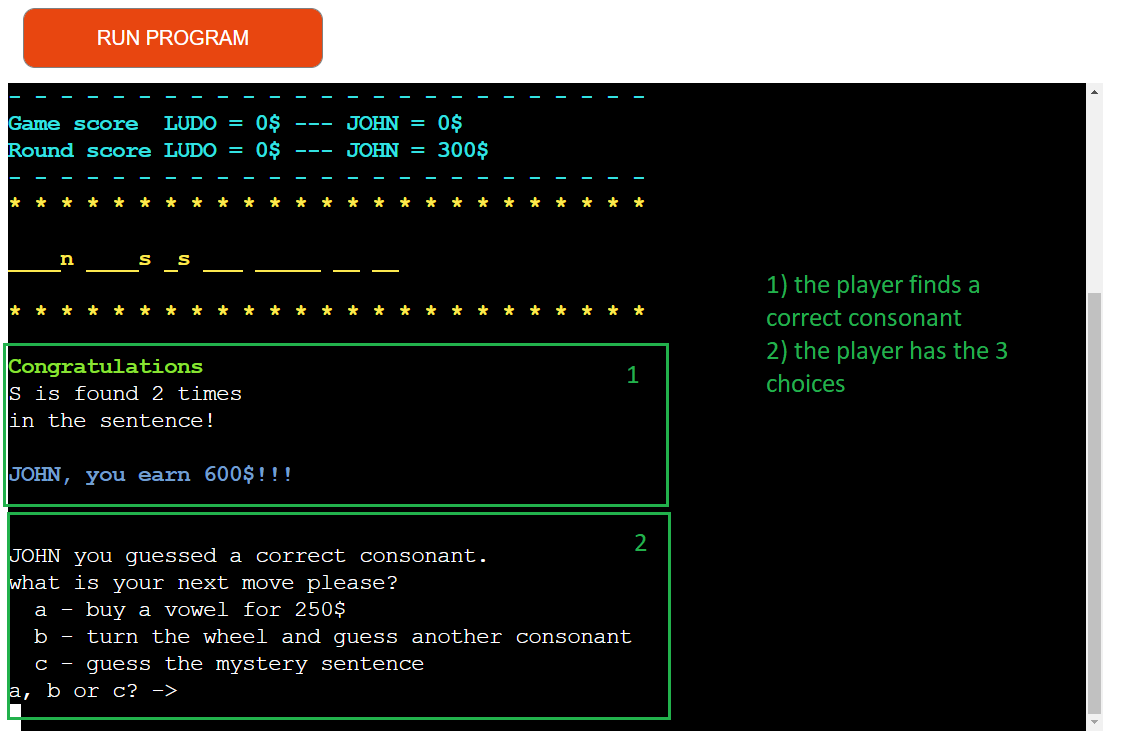 RUN PROGRAM
- - - - - - - - - - - - - - - - - - - - - - - - -
Game score  LUDO = 0$ --- JOHN = 0$
Round score LUDO = 0$ --- JOHN = 300$
- - - - - - - - - - - - - - - - - - - - - - - - -
* * * * * * * * * * * * * * * * * * * * * * * * *
____n ____s _s ___ _____ __ __
* * * * * * * * * * * * * * * * * * * * * * * * *
Congratulations
1
S is found 2 times
in the sentence!
JOHN, you earn 600$!!!
2
JOHN you guessed a correct consonant.
what is your next move please?
a - buy a vowel for 250$
b - turn the wheel and guess another consonant
c - guess the mystery sentence
a, b or c? ->
1) the player finds a
correct consonant
2) the player has the 3
choices